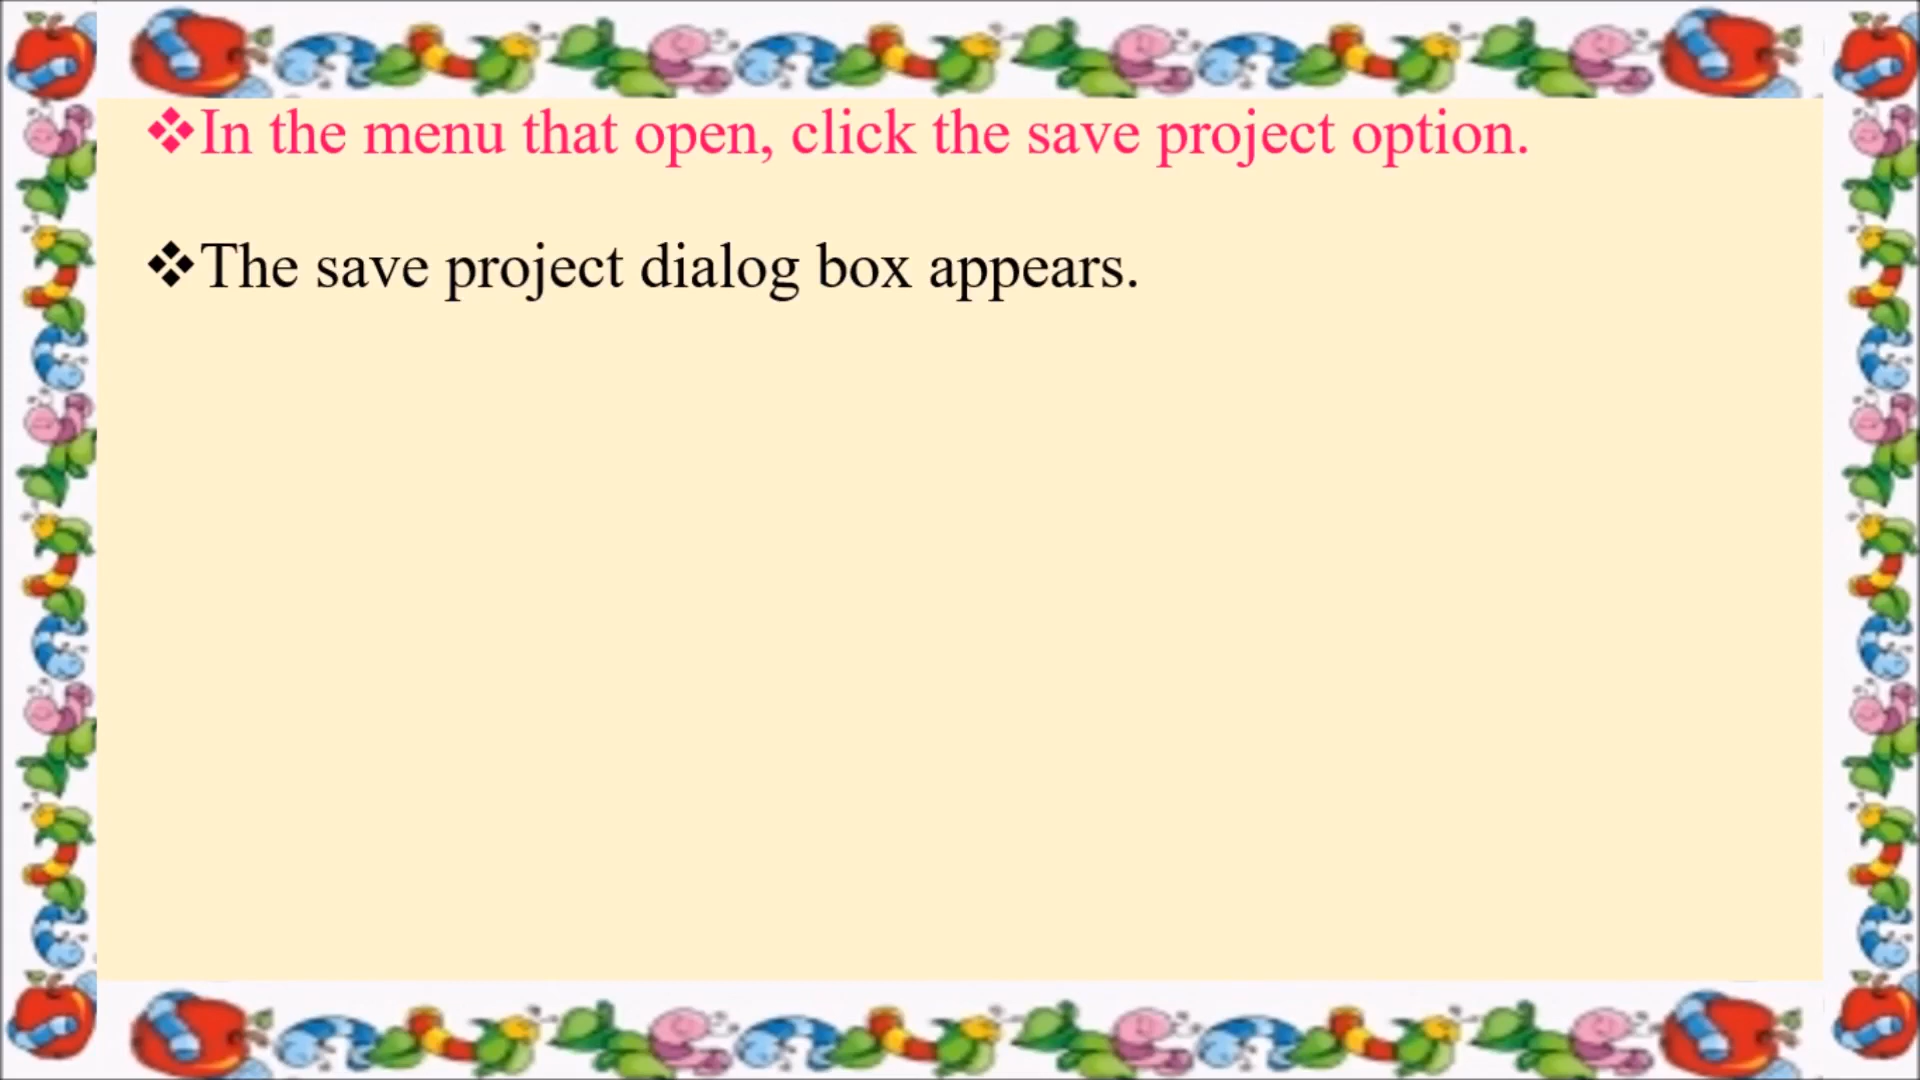 ❖In the menu that open, click the save project option.
❖The save project dialog box appears.